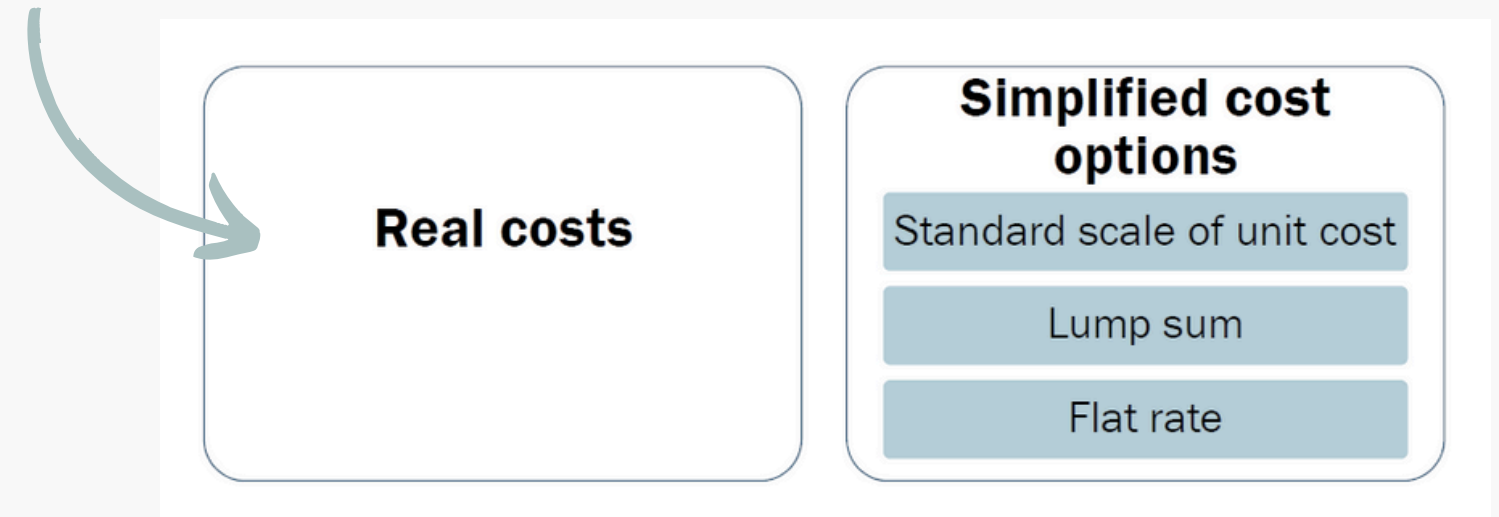 Real costs
Simplified cost
options
Standard scale of unit cost
Lump sum
Flat rate